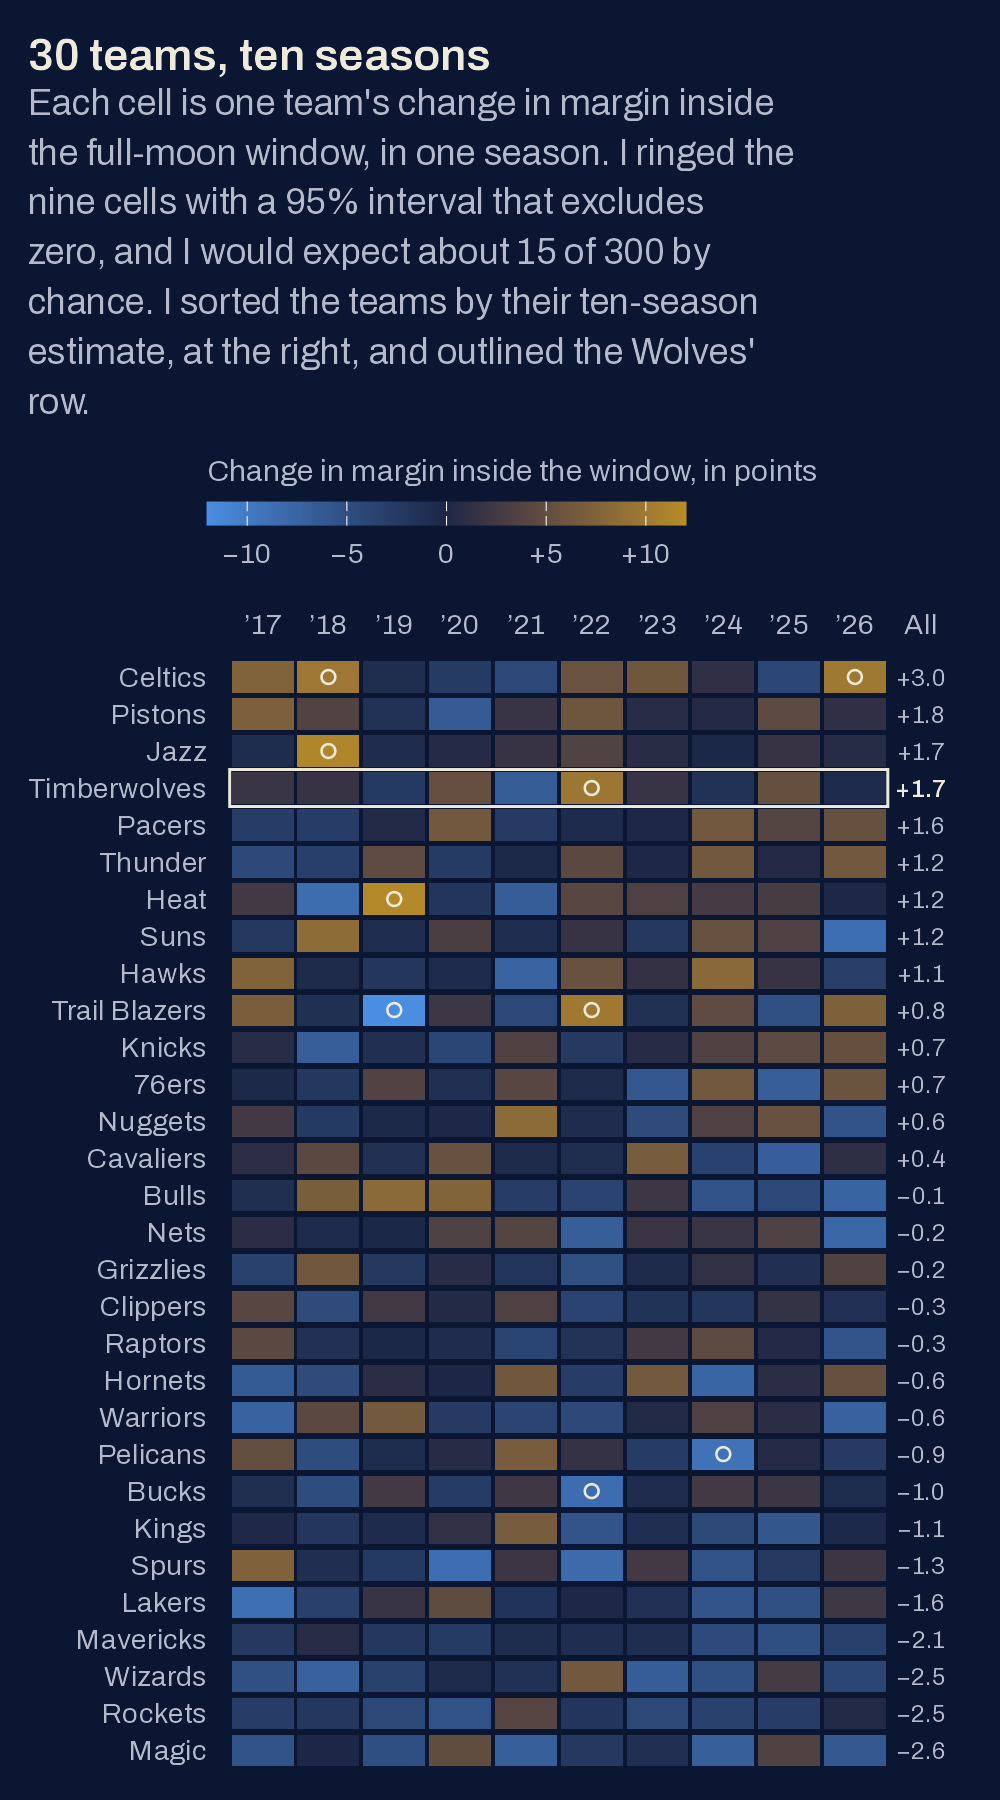 30 teams, ten seasons
Each cell is one team's change in margin inside
the full-moon window, in one season. I ringed the
nine cells with a 95% interval that excludes
zero, and I would expect about 15 of 300 by
chance. I sorted the teams by their ten-season
estimate, at the right, and outlined the Wolves'
row.
Change in margin inside the window, in points
−10 −5 0 +5 +10
’17 ’18 ’19 ’20 ’21 ’22 ’23 ’24 ’25 ’26 All
Celtics +3.0
Pistons +1.8
Jazz +1.7
Timberwolves +1.7
Pacers +1.6
Thunder +1.2
Heat +1.2
Suns +1.2
Hawks +1.1
Trail Blazers +0.8
Knicks +0.7
76ers +0.7
Nuggets +0.6
Cavaliers +0.4
Bulls −0.1
Nets −0.2
Grizzlies −0.2
Clippers −0.3
Raptors −0.3
Hornets −0.6
Warriors −0.6
Pelicans −0.9
Bucks −1.0
Kings −1.1
Spurs −1.3
Lakers −1.6
Mavericks −2.1
Wizards −2.5
Rockets −2.5
Magic −2.6